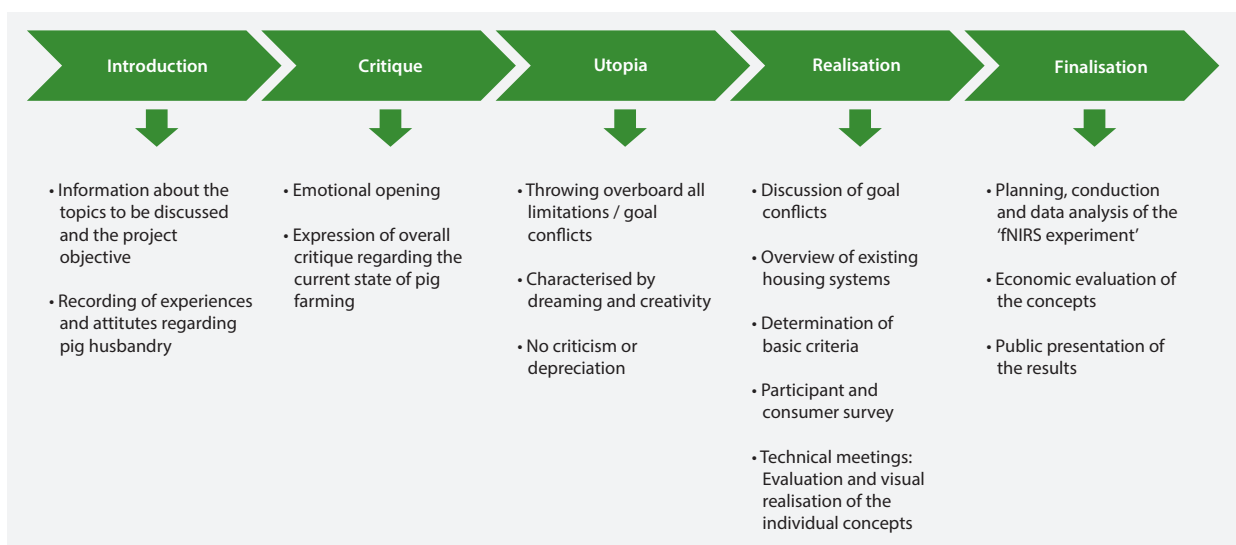 Introduction
Critique
Utopia
Realisation
Finalisation
• Information about the
topics to be discussed
and the project
objective
• Recording of experiences
and attitutes regarding
pig husbandry
• Emotional opening
• Expression of overall
critique regarding the
current state of pig
farming
• Throwing overboard all
limitations / goal
conflicts
• Characterised by
dreaming and creativity
• No criticism or
depreciation
• Discussion of goal
conflicts
• Overview of existing
housing systems
• Determination of
basic criteria
• Participant and
consumer survey
• Technical meetings:
Evaluation and visual
realisation of the
individual concepts
• Planning, conduction
and data analysis of the
‘fNIRS experiment’
• Economic evaluation of
the concepts
• Public presentation of
the results